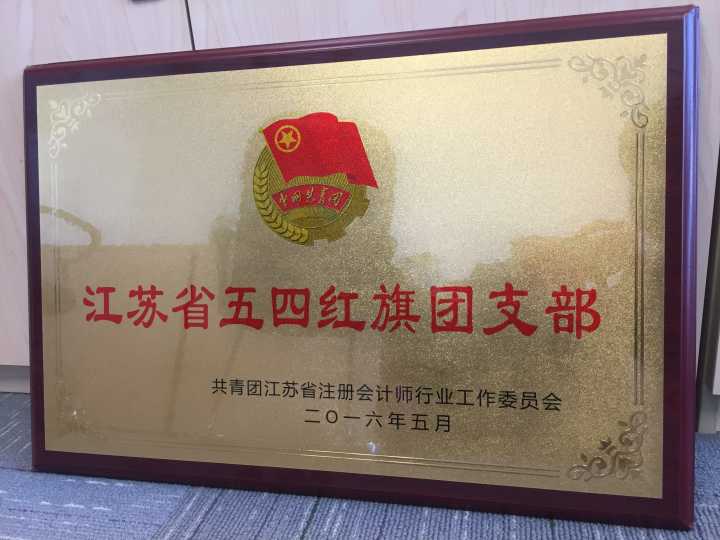 中国共青团
江苏省五四红旗团支部
共青团江苏省注册会计师行业工作委员会
二〇一六年五月